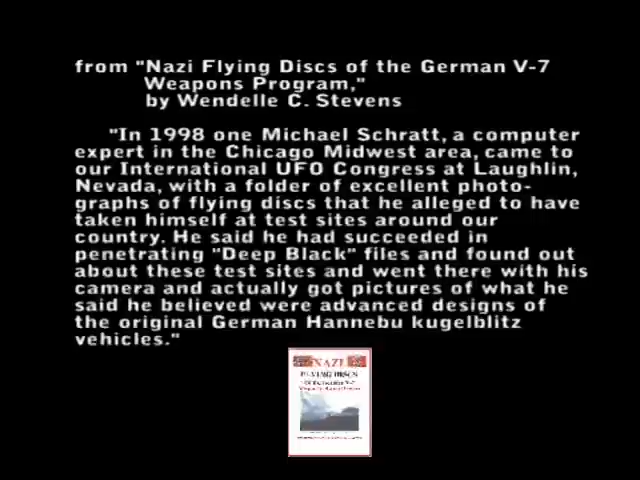 from "Nazi Flying Discs of the German V-7
Weapons Program,"
by Wendelle C. Stevens
"In 1998 one Michael Schratt, a computer
expert in the Chicago Midwest area, came to
our International UFO Congress at Laughlin,
Nevada, with a folder of excellent photo-
graphs of flying discs that he alleged to have
taken himself at test sites around our
country. He said he had succeeded in
penetrating "Deep Black" files and found out
about these test sites and went there with his
camera and actually got pictures of what he
said he believed were advanced designs of
the original German Hannebu kugelblitz
vehicles."
NAZI